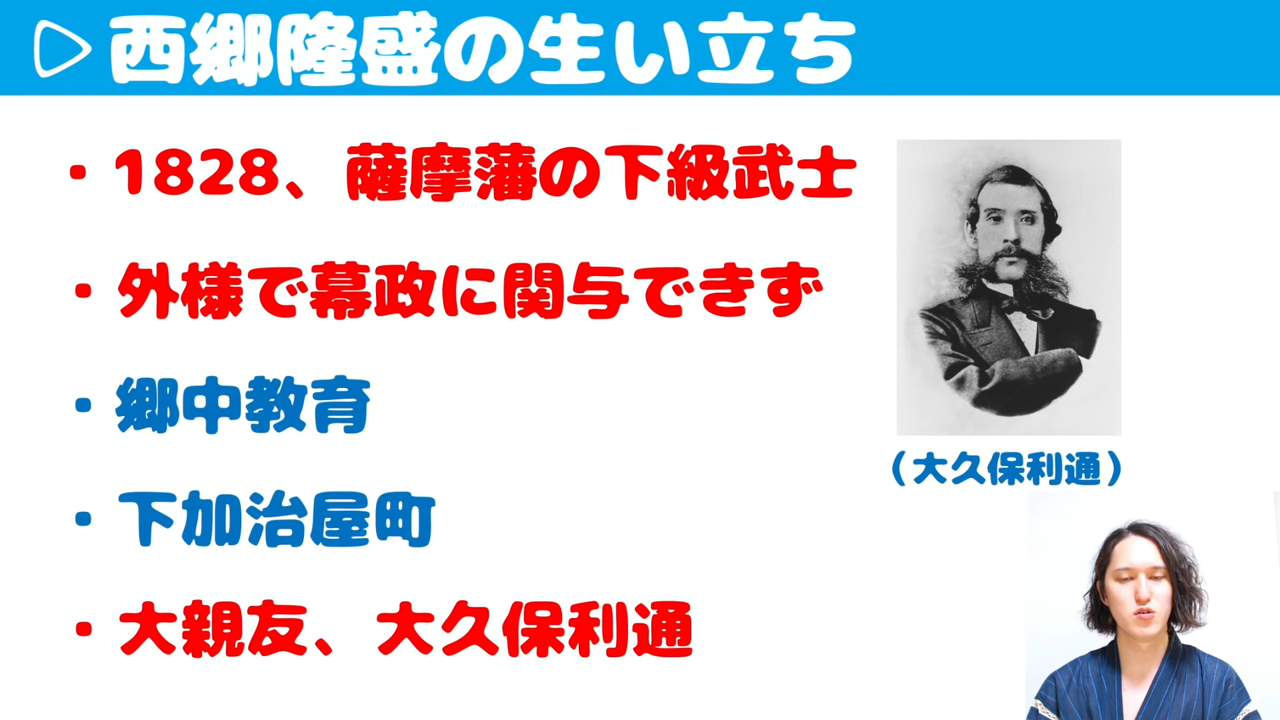 西郷隆盛の生い立ち
・1828、薩摩藩の下級武士
・外様で幕政に関与できず
・郷中教育
・下加治屋町
・大親友、大久保利通
（大久保利通）